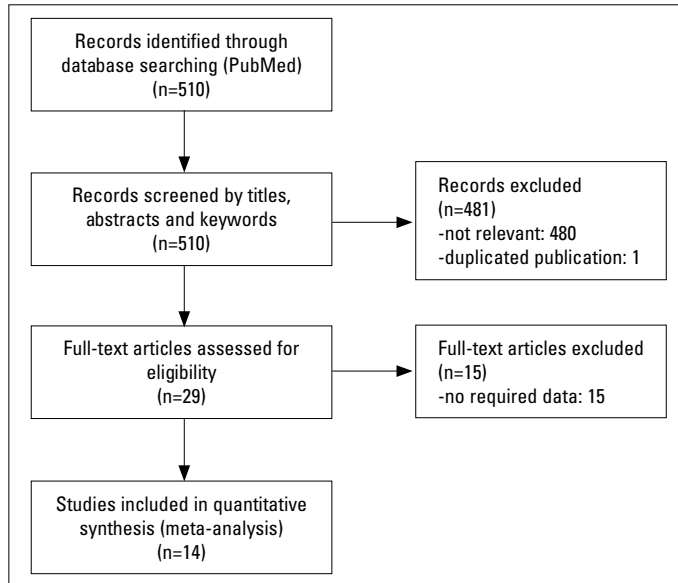 Records identified through
database searching (PubMed)
(n=510)
Records screened by titles,
abstracts and keywords
(n=510)
Records excluded
(n=481)
-not relevant: 480
-duplicated publication: 1
Full-text articles assessed for
eligibility
(n=29)
Full-text articles excluded
(n=15)
-no required data: 15
Studies included in quantitative
synthesis (meta-analysis)
(n=14)